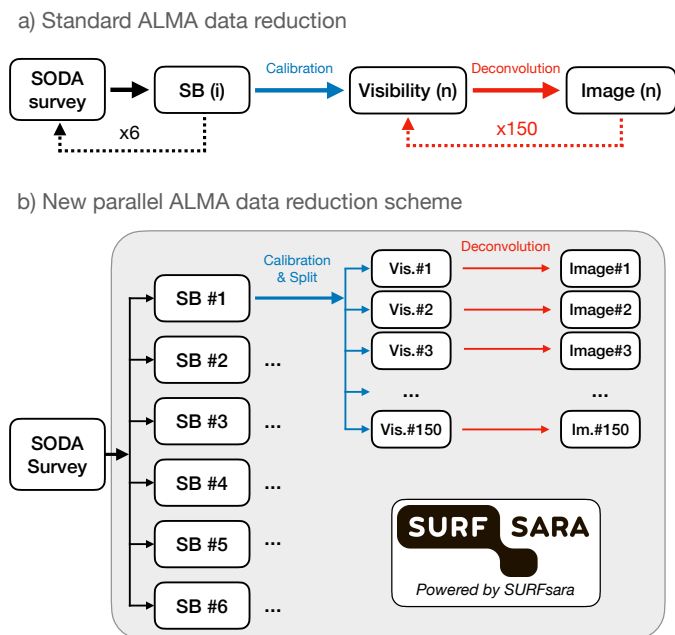 a) Standard ALMA data reduction
SODA
survey
SB (i)
Calibration
Visibility (n)
Deconvolution
Image (n)
x6
x150
b) New parallel ALMA data reduction scheme
SODA
Survey
SB #1
SB #2
...
SB #3
...
SB #4
...
SB #5
...
SB #6
...
Calibration
& Split
Deconvolution
Vis.#1
Image#1
Vis.#2
Image#2
Vis.#3
Image#3
...
...
Vis.#150
Im.#150
SURF SARA
Powered by SURFsara